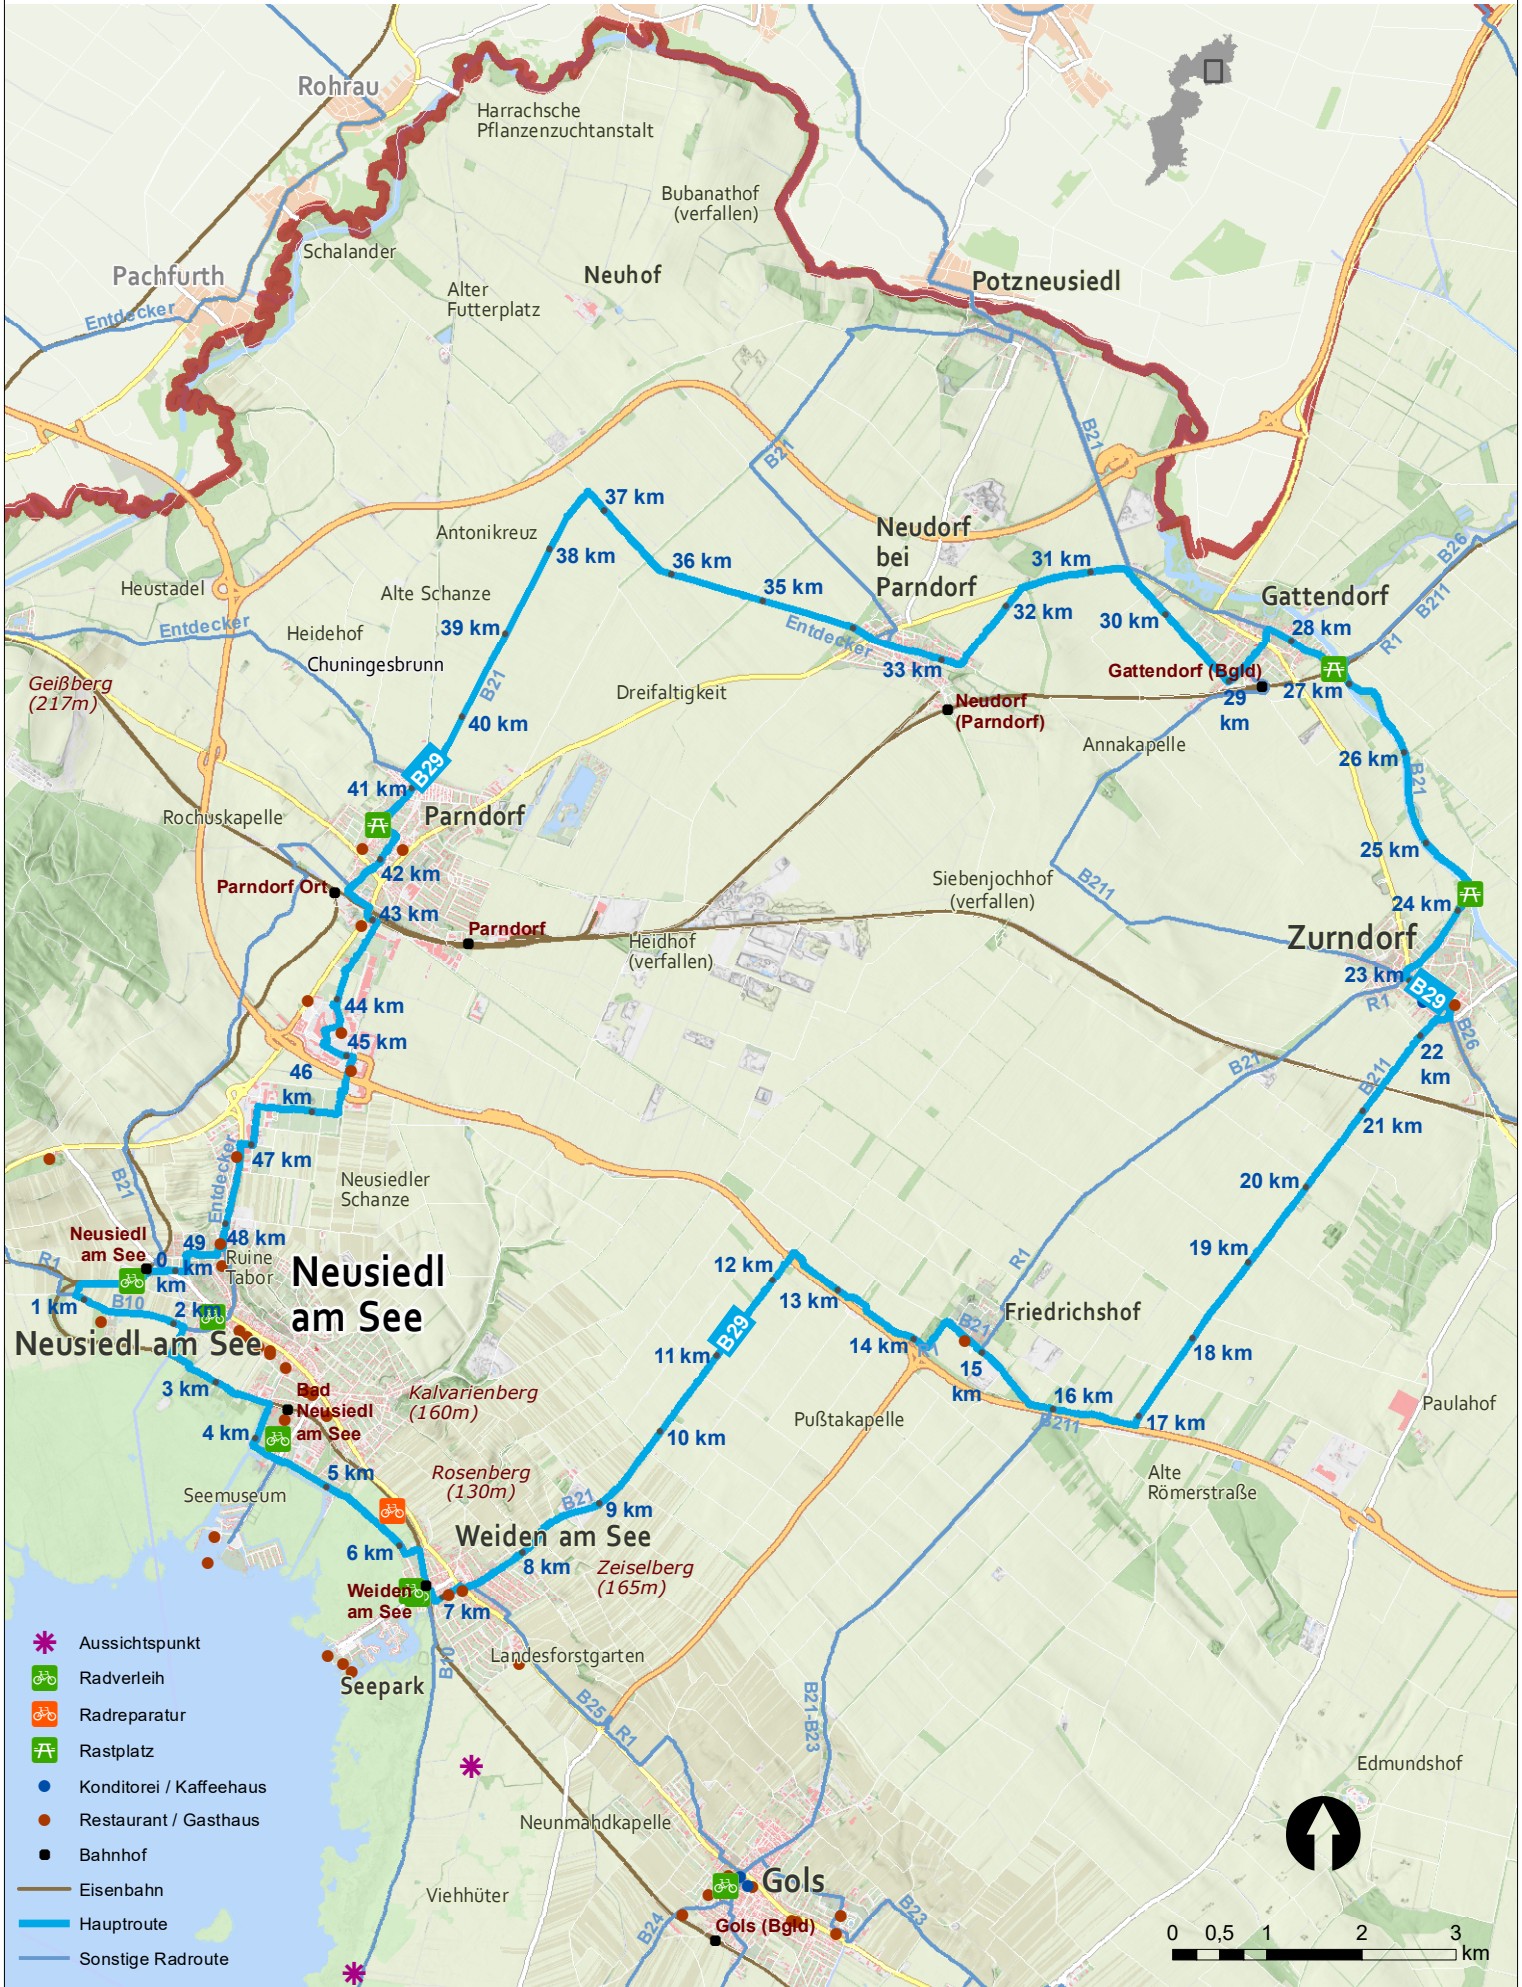 Rohrau
Harrachsche
Pflanzenzuchtanstalt
Bubanathof
(verfallen)
Schalander
Pachfurth
Neuhof
Potzneusiedl
Alter
Futterplatz
Entdecker
B21
B21
37 km
Antonikreuz
38 km
Neudorf
bei
Parndorf
36 km
31 km
B26
35 km
Heustadel
Alte Schanze
Gattendorf
B211
32 km
30 km
Entdecker
39 km
Heidehof
Entdecker
28 km
R1
Chuningesbrunn
33 km
Gattendorf (Bgld)
Geißberg
(217m)
B21
Dreifaltigkeit
27 km
29
km
Neudorf
(Parndorf)
40 km
Annakapelle
26 km
B21
B29
41 km
Rochuskapelle
Parndorf
25 km
42 km
Parndorf Ort
Siebenjochhof
(verfallen)
B211
24 km
43 km
Parndorf
Heidhof
(verfallen)
Zurndorf
23 km
B29
R1
44 km
45 km
B26
22
km
46
km
B21
B211
21 km
47 km
B21
Entdecker
Neusiedler
Schanze
20 km
Neusiedl
am See
48 km
49
km
0
km
Ruine
Tabor
R1
19 km
12 km
R1
Neusiedl
am See
13 km
1 km
B10
2 km
B29
Friedrichshof
B21
Neusiedl am See
14 km
R1
11 km
15
km
18 km
3 km
Bad
Neusiedl
am See
Kalvarienberg
(160m)
16 km
Paulahof
Pußtakapelle
B211
17 km
4 km
10 km
5 km
Rosenberg
(130m)
Alte
Römerstraße
Seemuseum
B21
9 km
Weiden am See
6 km
8 km
Zeiselberg
(165m)
Weiden
am See
7 km
B10
Landesforstgarten
Seepark
B25
R1
B21-B23
Edmundshof
Neunmahdkapelle
Gols
Viehhüter
B24
Gols (Bgld)
B23
Aussichtspunkt
Radverleih
Radreparatur
Rastplatz
Konditorei / Kaffeehaus
Restaurant / Gasthaus
Bahnhof
Eisenbahn
Hauptroute
Sonstige Radroute
0 0,5 1 2 3
km